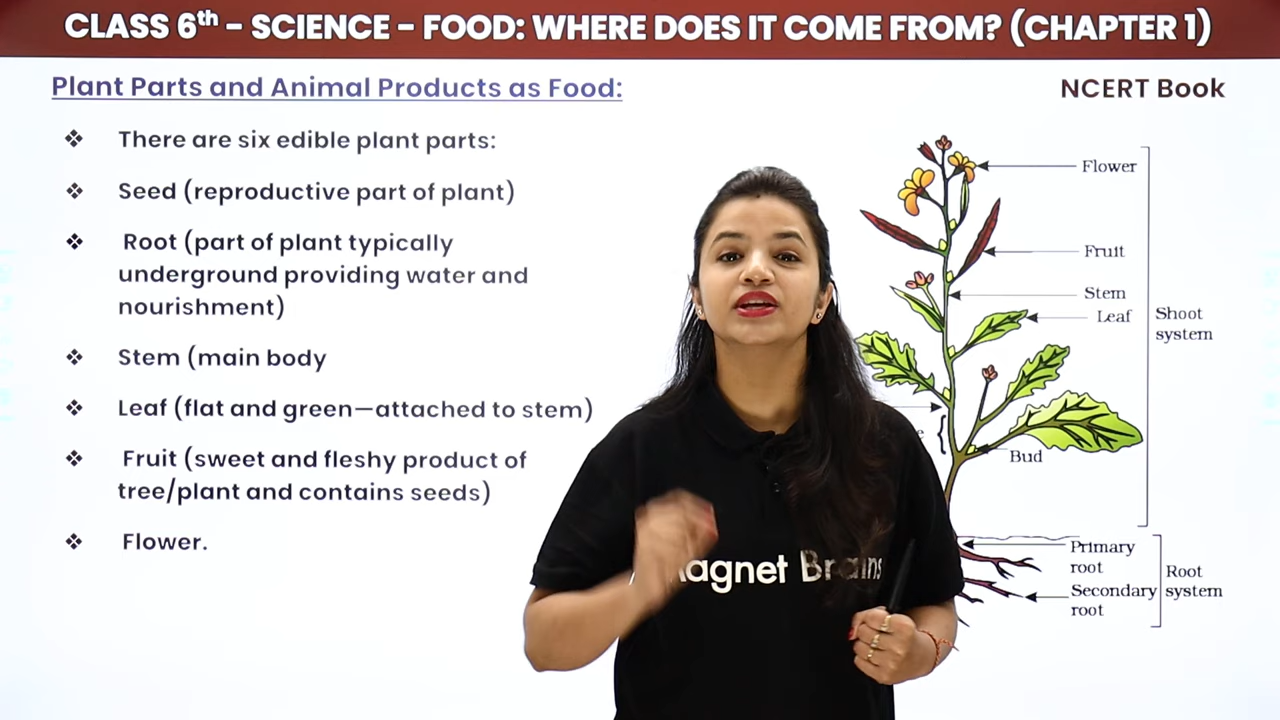 CLASS 6th - SCIENCE - FOOD: WHERE DOES IT COME FROM? (CHAPTER 1)
Plant Parts and Animal Products as Food:
NCERT Book
❖ There are six edible plant parts:
❖ Seed (reproductive part of plant)
❖ Root (part of plant typically
underground providing water and
nourishment)
❖ Stem (main body
❖ Leaf (flat and green—attached to stem)
❖ Fruit (sweet and fleshy product of
tree/plant and contains seeds)
❖ Flower.
Flower
Fruit
Stem
Leaf
Shoot
system
Bud
Primary
root
Secondary
root
Root
system
agnet Brains